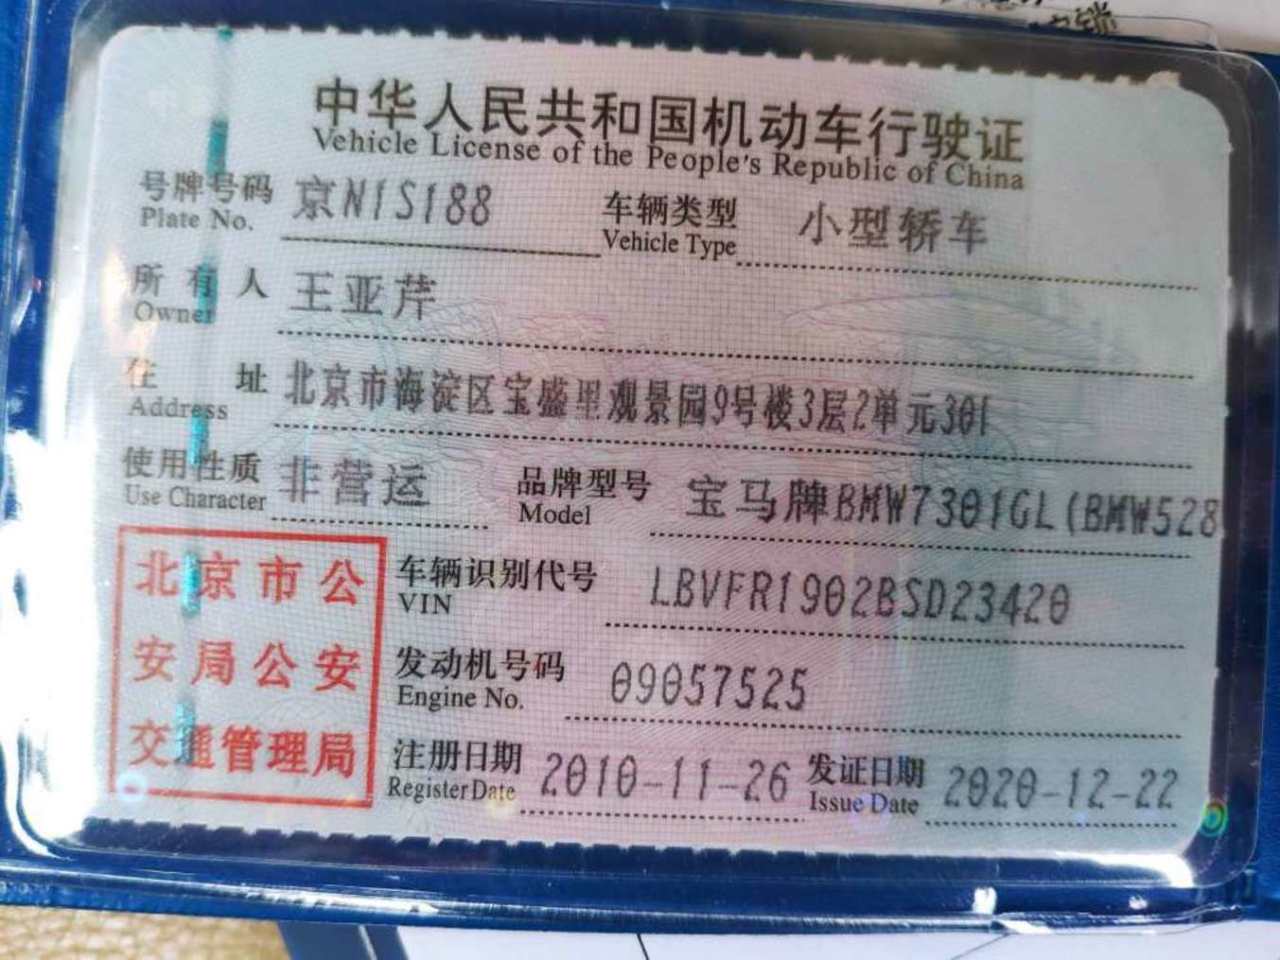 中华人民共和国机动车行驶证
Vehicle License of the People's Republic of China
号牌号码 京N1S188 车辆类型 小型轿车
Plate No. Vehicle Type
所有人 王亚芹
Owner
住址 北京市海淀区宝盛里观景园9号楼3层2单元301
Address
使用性质 非营运 品牌型号 宝马牌BMW7301GL(BMW528
Use Character Model
北京市公
安局公安
交通管理局
车辆识别代号 LBVFR1902BSD23420
VIN
发动机号码 09057525
Engine No.
注册日期 2010-11-26 发证日期 2020-12-22
Register Date Issue Date